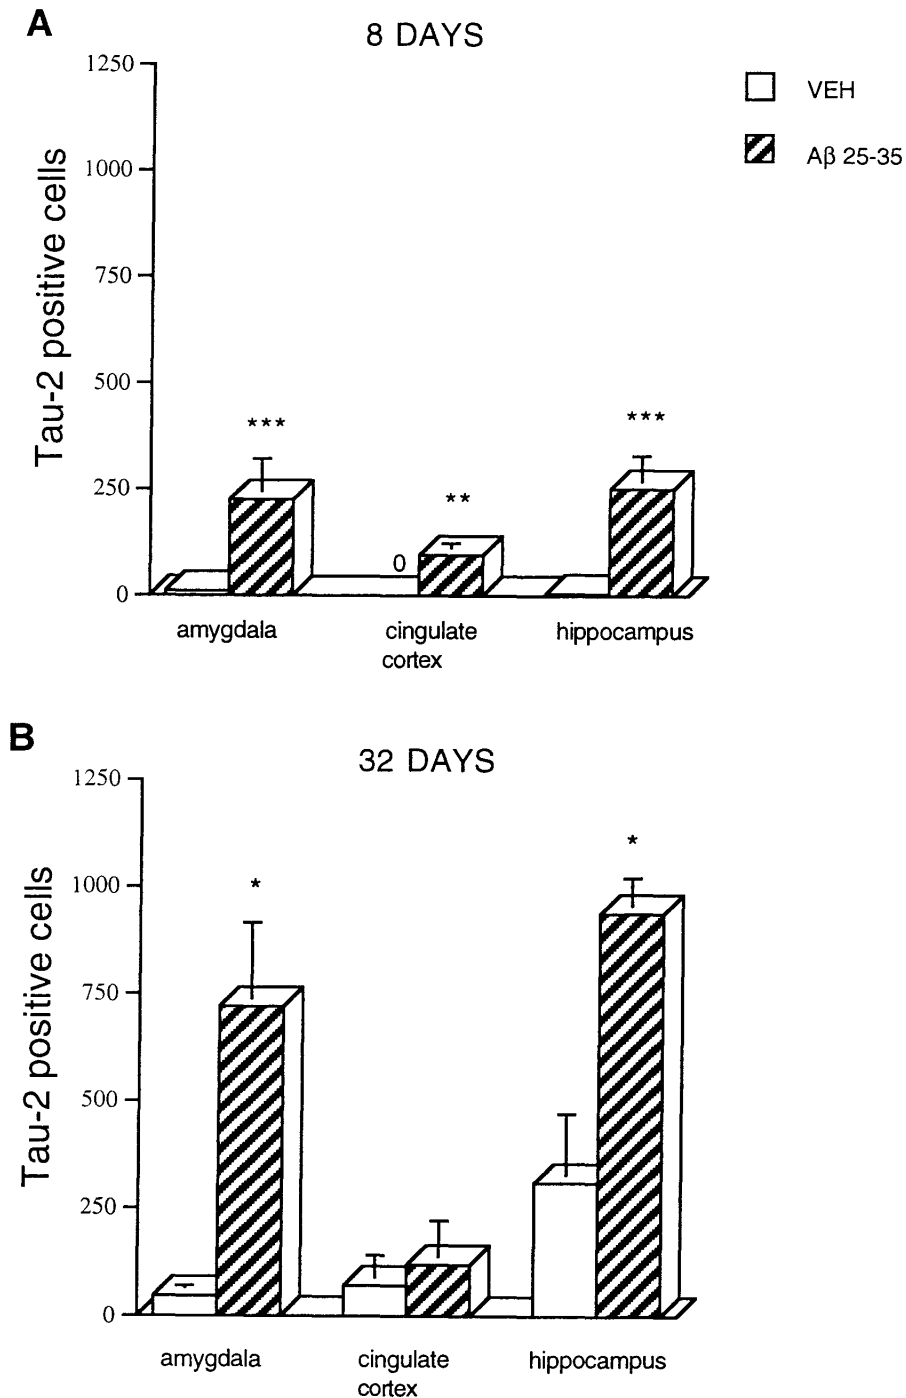 A
8 DAYS
1250
1000
750
500
250
0
Tau-2 positive cells
VEH
Aβ 25-35
***
**
***
0
amygdala
cingulate
cortex
hippocampus
B
32 DAYS
1250
1000
750
500
250
0
Tau-2 positive cells
*
*
amygdala
cingulate
cortex
hippocampus